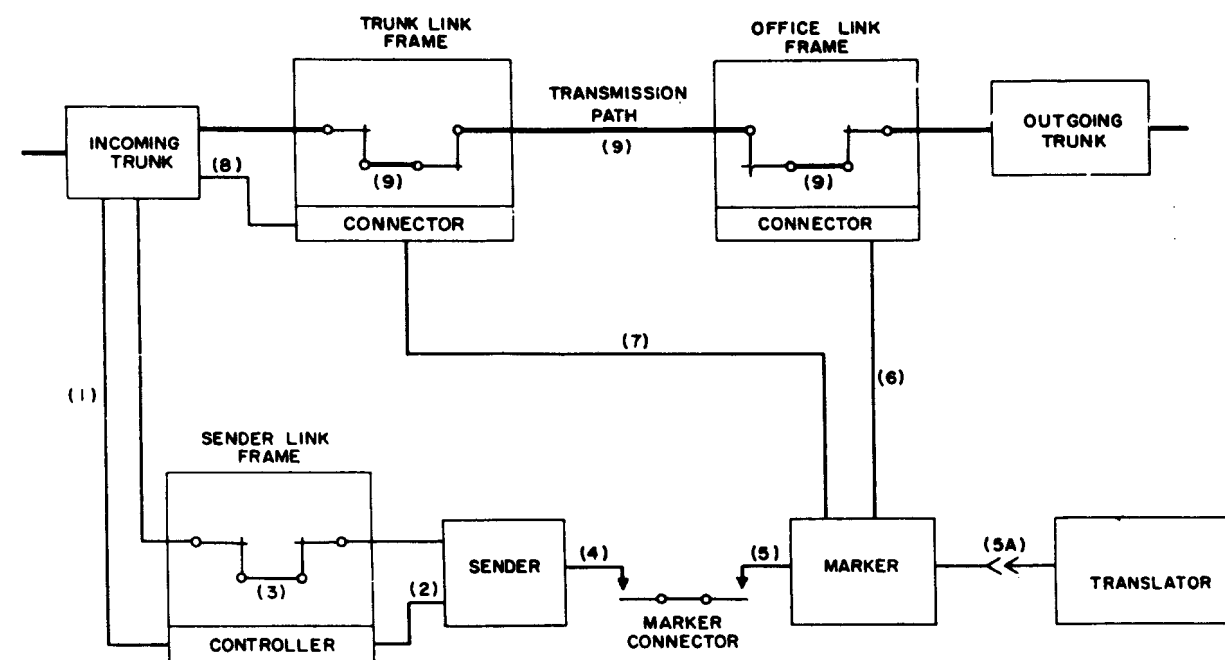 TRUNK LINK
FRAME
OFFICE LINK
FRAME
TRANSMISSION
PATH
(9)
INCOMING
TRUNK
(8)
(9)
CONNECTOR
(9)
CONNECTOR
OUTGOING
TRUNK
(7)
(6)
(1)
SENDER LINK
FRAME
(3)
CONTROLLER
(2)
SENDER
(4)
(5)
MARKER
CONNECTOR
MARKER
(5A)
TRANSLATOR